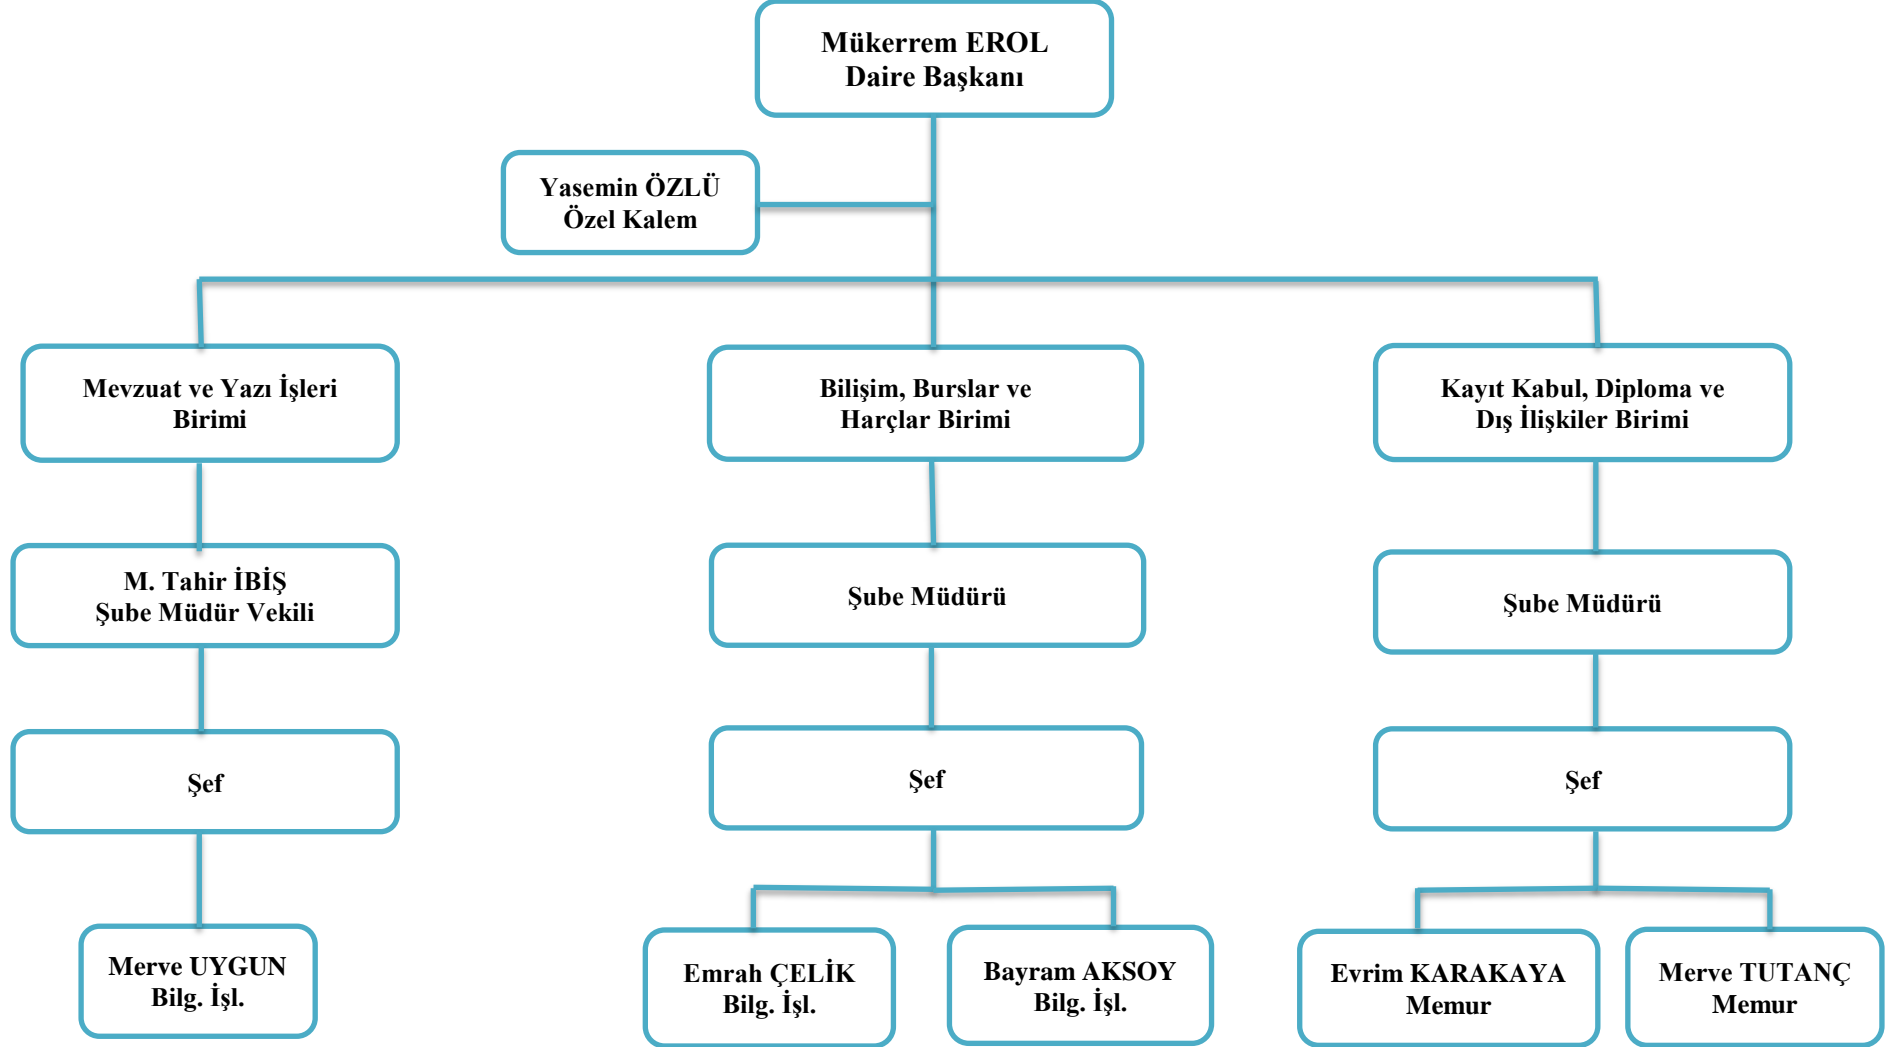 Mükerrem EROL
Daire Başkanı
Yasemin ÖZLÜ
Özel Kalem
Mevzuat ve Yazı İşleri
Birimi
Bilişim, Burslar ve
Harçlar Birimi
Kayıt Kabul, Diploma ve
Dış İlişkiler Birimi
M. Tahir İBİŞ
Şube Müdür Vekili
Şube Müdürü
Şube Müdürü
Şef
Şef
Şef
Merve UYGUN
Bilg. İşl.
Emrah ÇELİK
Bilg. İşl.
Bayram AKSOY
Bilg. İşl.
Evrim KARAKAYA
Memur
Merve TUTANÇ
Memur